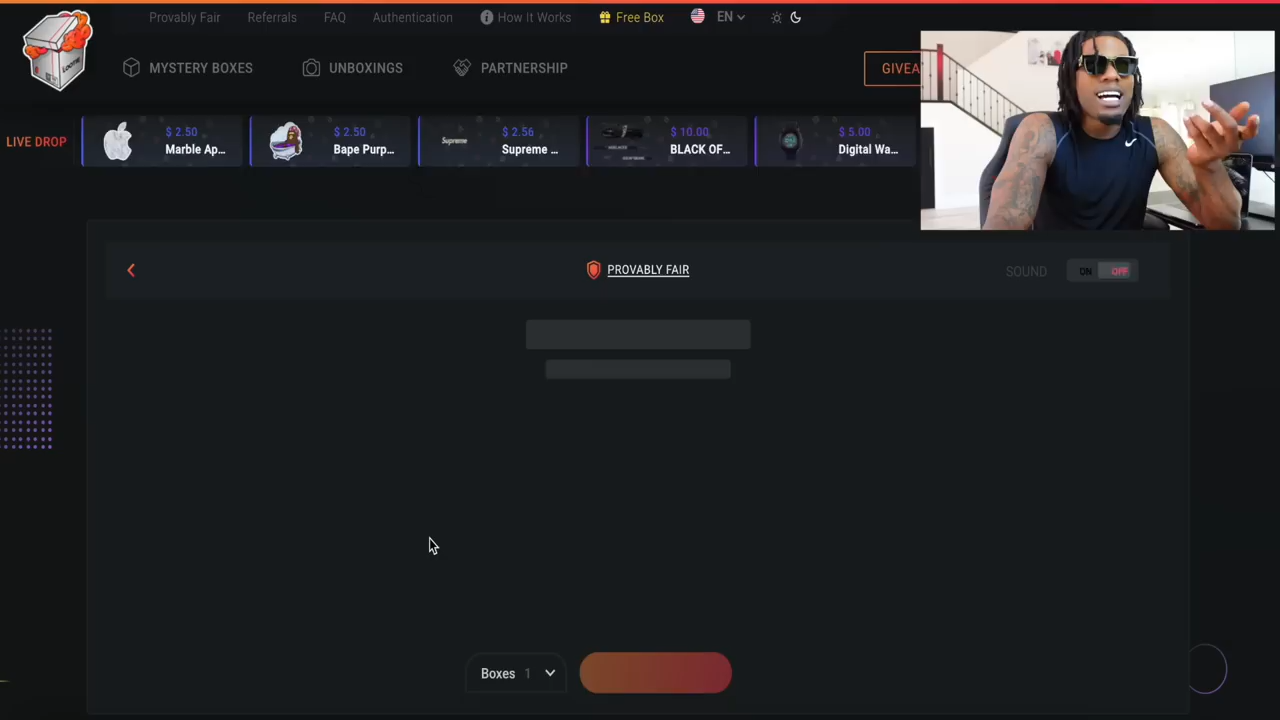 Provably Fair
Referrals
FAQ
Authentication
How It Works
Free Box
EN
MYSTERY BOXES
UNBOXINGS
PARTNERSHIP
GIVEA
LIVE DROP
$ 2.50
Marble Ap...
$ 2.50
Bape Purp...
Supreme
$ 2.56
Supreme ...
$ 10.00
BLACK OF...
$ 5.00
Digital Wa...
PROVABLY FAIR
SOUND
ON
OFF
Boxes 1